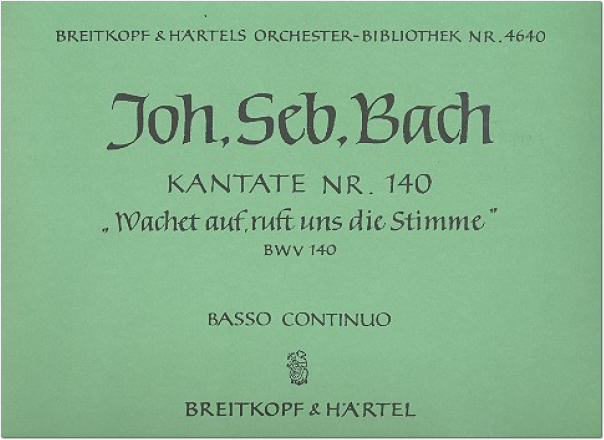 BREITKOPF & HÄRTELS ORCHESTER-BIBLIOTHEK NR. 4640
Joh. Seb. Bach
KANTATE NR. 140
„Wachet auf, ruft uns die Stimme"
BWV 140
BASSO CONTINUO
BREITKOPF & HÄRTEL